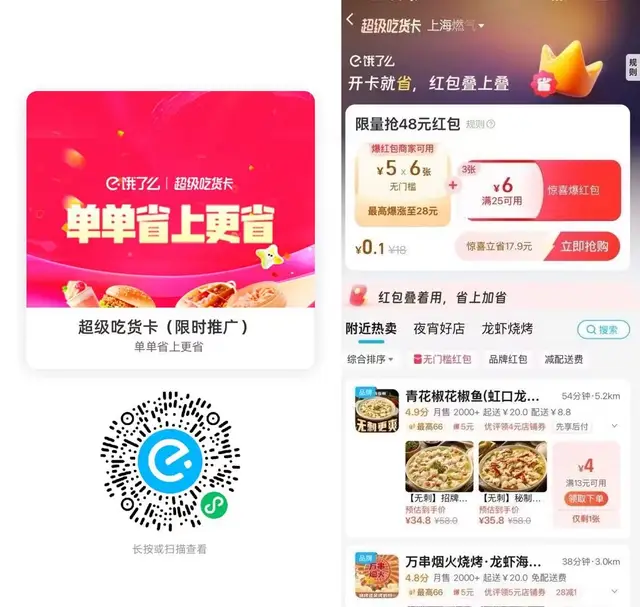 饿了么 | 超级吃货卡
单单省上更省
超级吃货卡（限时推广）
单单省上更省
长按或扫描查看
超级吃货卡 上海燃气
饿了么
开卡就省，红包叠上叠
省
规则
限量抢48元红包 规则
爆红包商家可用
¥5 x 6张
无门槛
最高爆涨至28元
+
3张
¥6
满25可用
惊喜爆红包
¥0.1 ¥18
惊喜立省17.9元
立即抢购
红包叠着用，省上加省
附近热卖 夜宵好店 龙虾烧烤 搜索
综合排序 无门槛红包 品牌红包 减配送费
品牌
无刺更爽
青花椒花椒鱼(虹口龙... 54分钟·5.2km
4.9分 月售 2000+ 起送￥20.0 配送￥8.8
最高66 5元 优评领4元店铺券 先享后付
【无刺】招牌...
预估到手价
¥34.8 ¥58.0
【无刺】秘制...
预估到手价
¥35.8 ¥58.0
¥4
满13元可用
领取下单
仅剩1张
品牌
万串烟火
万串烟火烧烤·龙虾海... 38分钟·3.0km
4.8分 月售 2000+ 起送￥20.0 免配送费
最高60 5元 优评领5元店铺券 28减1